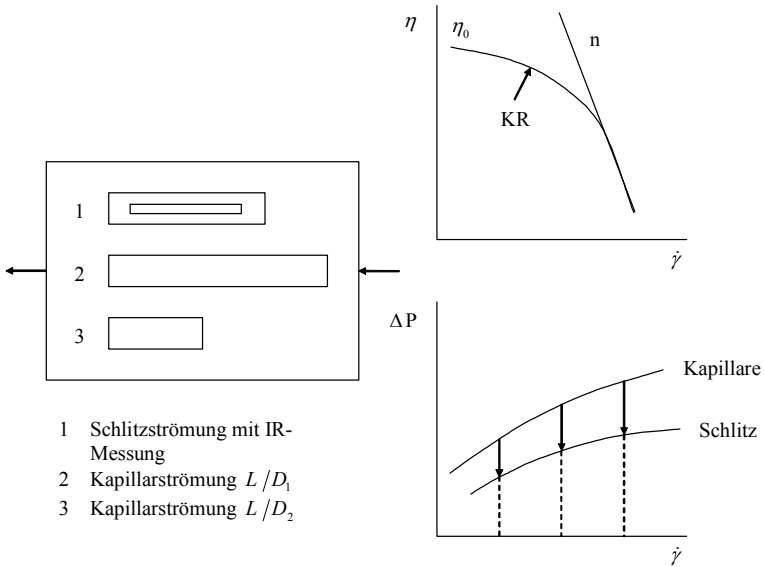 η
η₀
n
KR
γ̇
1
2
3
ΔP
Kapillare
Schlitz
γ̇
1 Schlitzströmung mit IR-
Messung
2 Kapillarströmung L/D₁
3 Kapillarströmung L/D₂